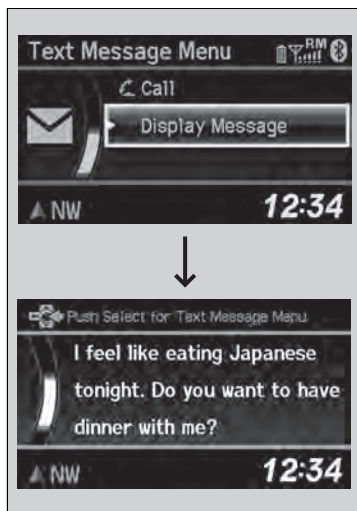 Text Message Menu RM
Call
Display Message
NW 12:34
Push Select for Text Message Menu
I feel like eating Japanese
tonight. Do you want to have
dinner with me?
NW 12:34